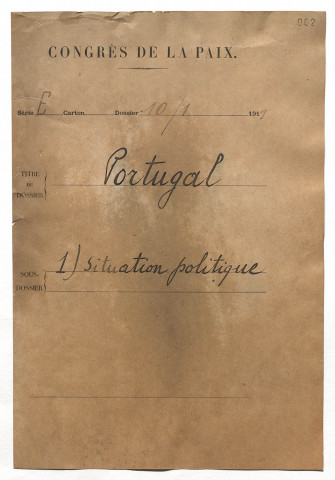 002
CONGRÈS DE LA PAIX.
Série E Carton Dossier 10/1 1919
TITRE DU DOSSIER Portugal
SOUS-DOSSIER 1) Situation politique